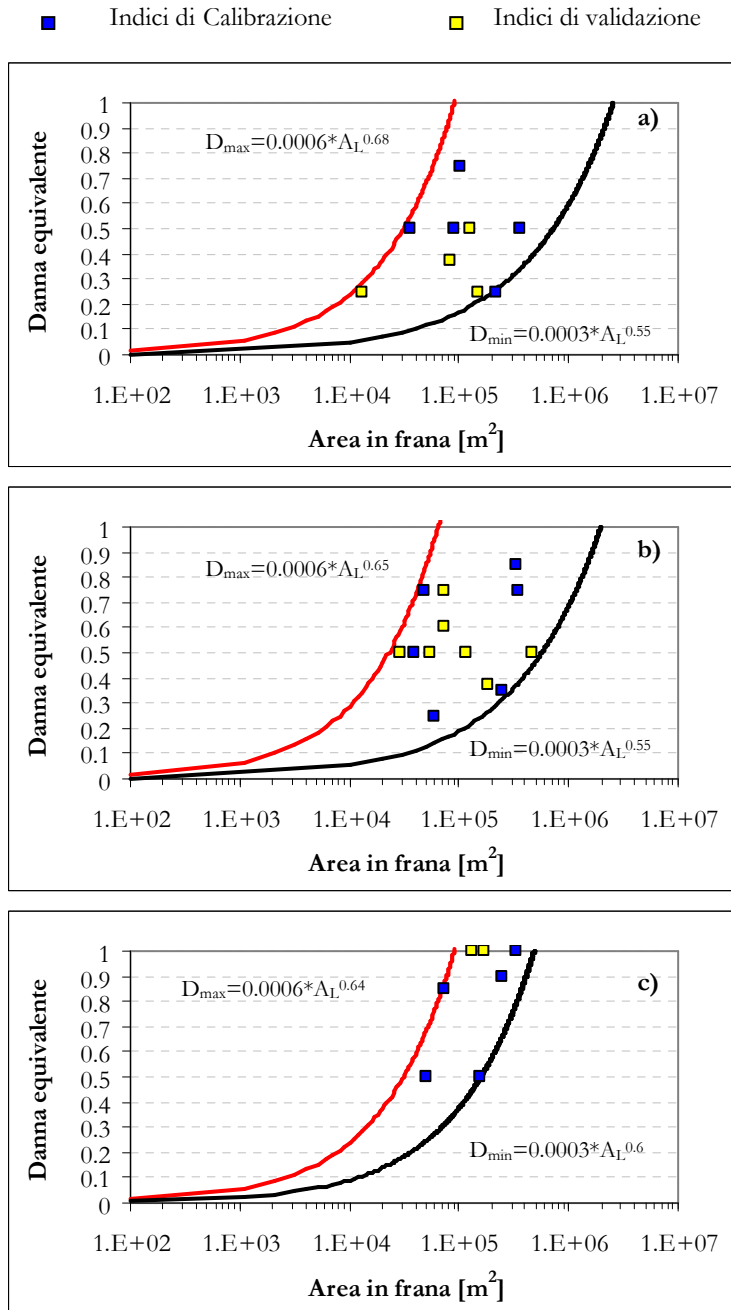 Indici di Calibrazione
Indici di validazione
a)
Danna equivalente
1
0.9
0.8
0.7
0.6
0.5
0.4
0.3
0.2
0.1
0
Dmax=0.0006*AL0.68
Dmin=0.0003*AL0.55
1.E+02 1.E+03 1.E+04 1.E+05 1.E+06 1.E+07
Area in frana [m2]
b)
Danna equivalente
1
0.9
0.8
0.7
0.6
0.5
0.4
0.3
0.2
0.1
0
Dmax=0.0006*AL0.65
Dmin=0.0003*AL0.55
1.E+02 1.E+03 1.E+04 1.E+05 1.E+06 1.E+07
Area in frana [m2]
c)
Danna equivalente
1
0.9
0.8
0.7
0.6
0.5
0.4
0.3
0.2
0.1
0
Dmax=0.0006*AL0.64
Dmin=0.0003*AL0.6
1.E+02 1.E+03 1.E+04 1.E+05 1.E+06 1.E+07
Area in frana [m2]